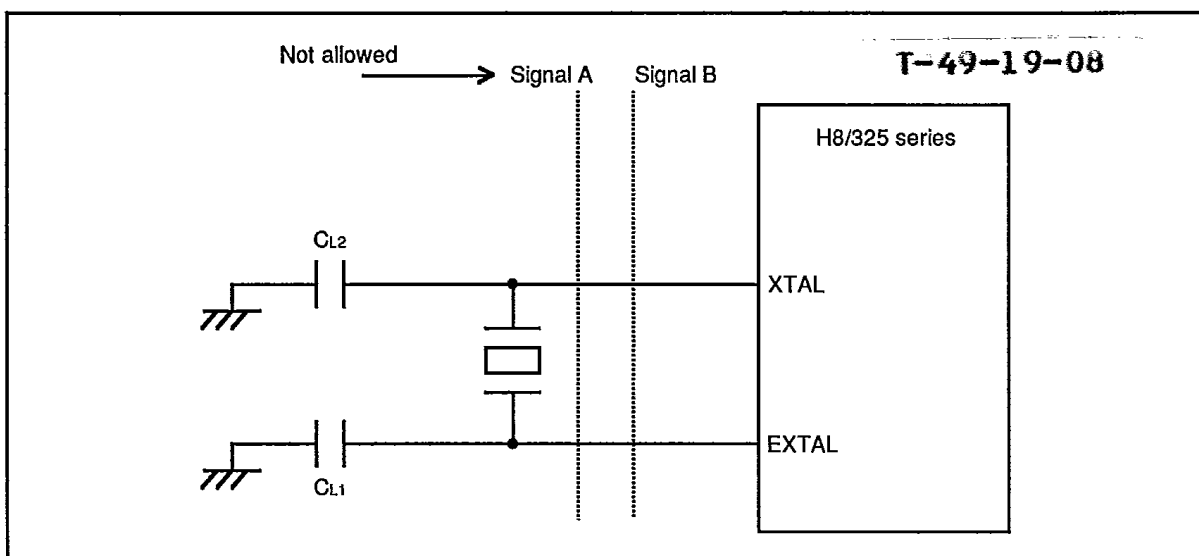 Not allowed
Signal A
Signal B
T-49-19-08
H8/325 series
CL2
XTAL
EXTAL
CL1